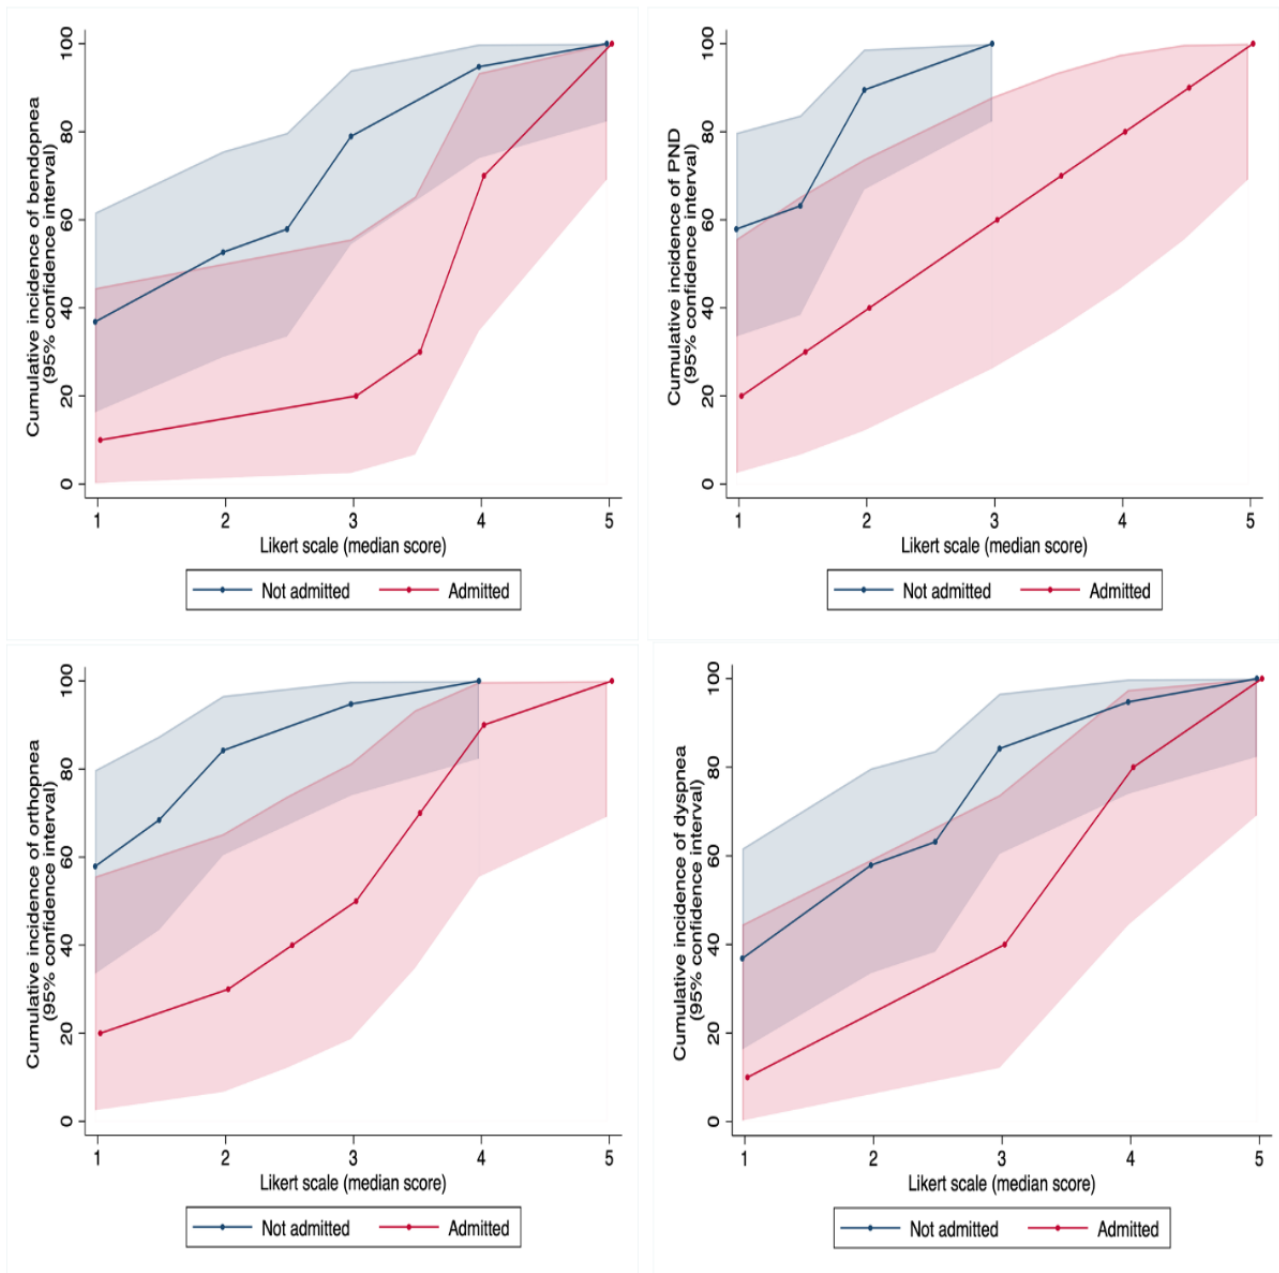 Cumulative incidence of bendopnea
(95% confidence interval)
100
80
60
40
20
0
1 2 3 4 5
Likert scale (median score)
Not admitted Admitted
Cumulative incidence of PND
(95% confidence interval)
100
80
60
40
20
0
1 2 3 4 5
Likert scale (median score)
Not admitted Admitted
Cumulative incidence of orthopnea
(95% confidence interval)
100
80
60
40
20
0
1 2 3 4 5
Likert scale (median score)
Not admitted Admitted
Cumulative incidence of dyspnea
(95% confidence interval)
100
80
60
40
20
0
1 2 3 4 5
Likert scale (median score)
Not admitted Admitted